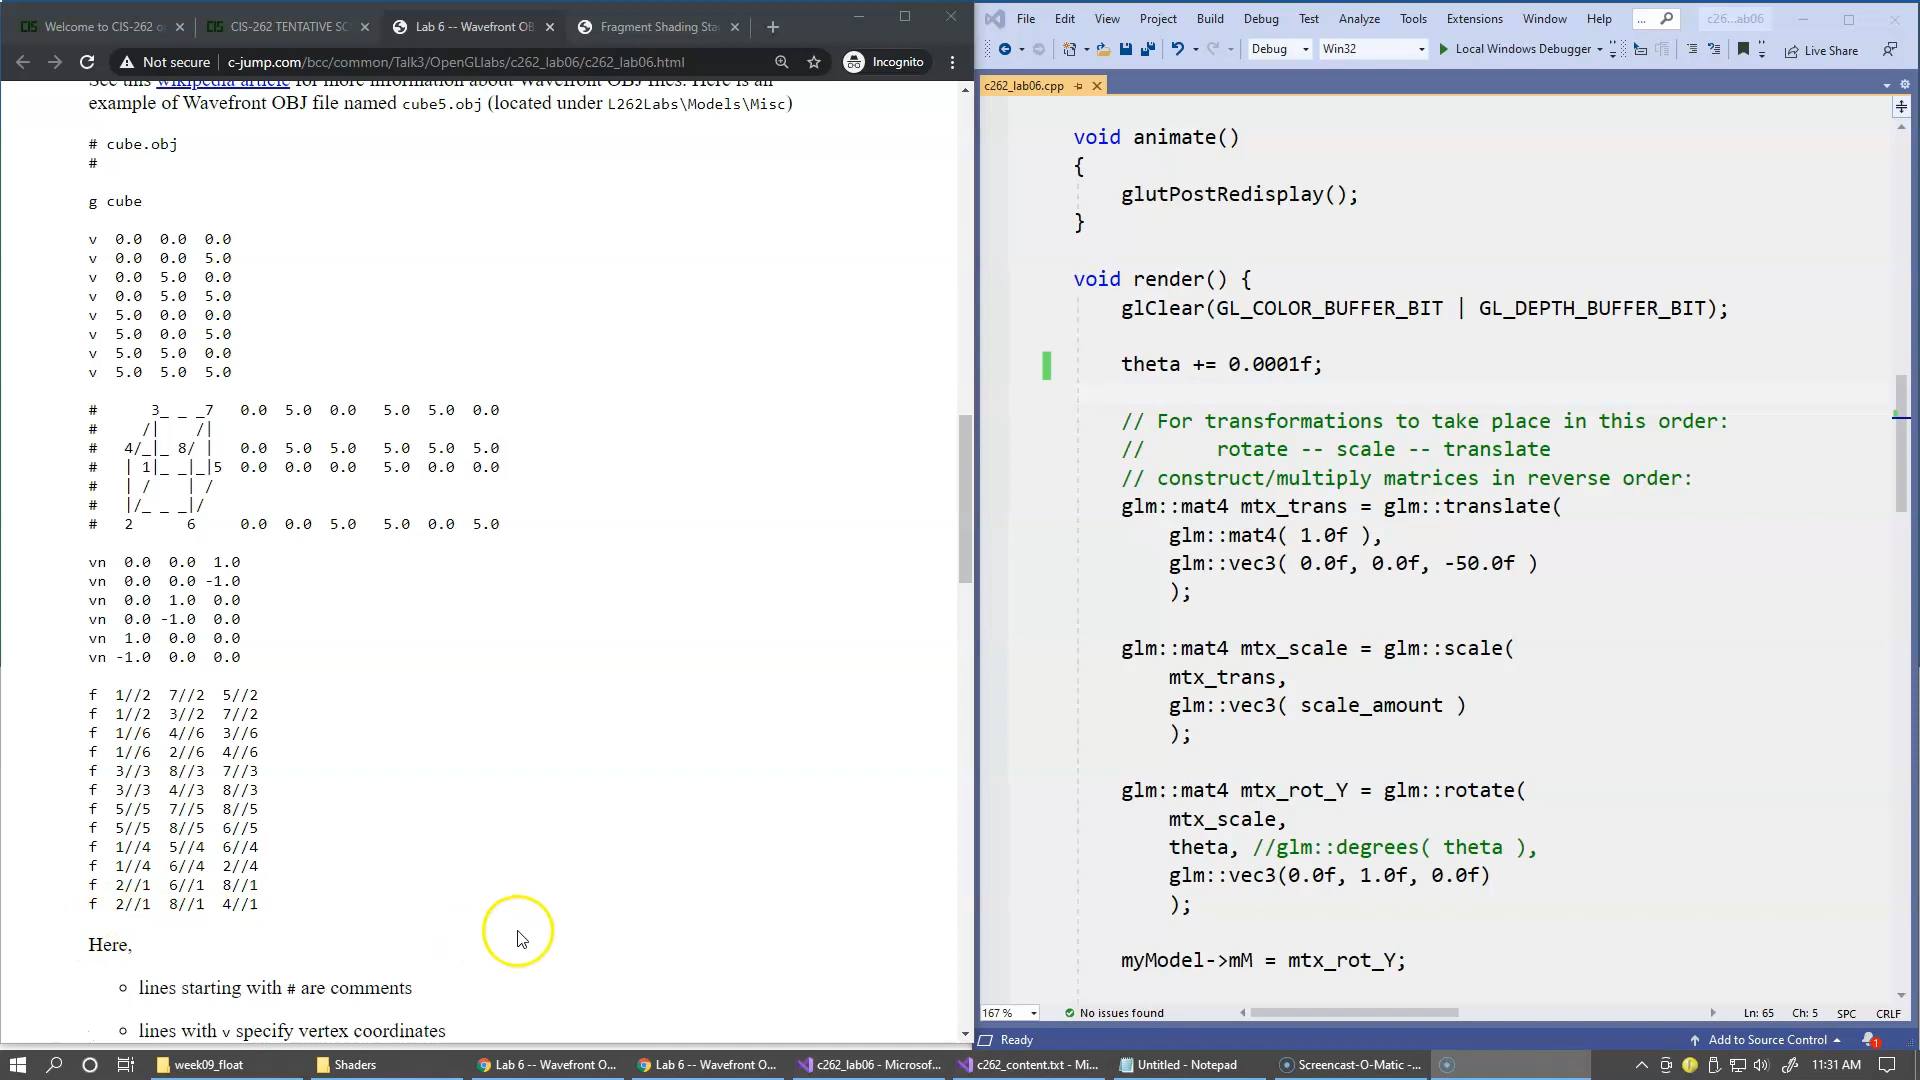 Welcome to CIS-262 o
CIS-262 TENTATIVE SC
Lab 6 -- Wavefront OB
Fragment Shading Sta
Not secure | c-jump.com/bcc/common/Talk3/OpenGLlabs/c262_lab06/c262_lab06.html
Incognito
See this wikipedia article for more information about Wavefront OBJ files. Here is an
example of Wavefront OBJ file named cube5.obj (located under L262Labs\Models\Misc)
# cube.obj
#
g cube
v 0.0 0.0 0.0
v 0.0 0.0 5.0
v 0.0 5.0 0.0
v 0.0 5.0 5.0
v 5.0 0.0 0.0
v 5.0 0.0 5.0
v 5.0 5.0 0.0
v 5.0 5.0 5.0
# 3_ _ _7 0.0 5.0 0.0 5.0 5.0 0.0
# /| /|
# 4/_|_ 8/ | 0.0 5.0 5.0 5.0 5.0 5.0
# | 1|_ _|_|5 0.0 0.0 0.0 5.0 0.0 0.0
# | / | /
# |/_ _ _|/
# 2 6 0.0 0.0 5.0 5.0 0.0 5.0
vn 0.0 0.0 1.0
vn 0.0 0.0 -1.0
vn 0.0 1.0 0.0
vn 0.0 -1.0 0.0
vn 1.0 0.0 0.0
vn -1.0 0.0 0.0
f 1//2 7//2 5//2
f 1//2 3//2 7//2
f 1//6 4//6 3//6
f 1//6 2//6 4//6
f 3//3 8//3 7//3
f 3//3 4//3 8//3
f 5//5 7//5 8//5
f 5//5 8//5 6//5
f 1//4 5//4 6//4
f 1//4 6//4 2//4
f 2//1 6//1 8//1
f 2//1 8//1 4//1
Here,
lines starting with # are comments
lines with v specify vertex coordinates
File Edit View Project Build Debug Test Analyze Tools Extensions Window Help ... c26...ab06
Debug Win32 Local Windows Debugger Live Share
c262_lab06.cpp
void animate()
{
glutPostRedisplay();
}
void render() {
glClear(GL_COLOR_BUFFER_BIT | GL_DEPTH_BUFFER_BIT);
theta += 0.0001f;
// For transformations to take place in this order:
// rotate -- scale -- translate
// construct/multiply matrices in reverse order:
glm::mat4 mtx_trans = glm::translate(
glm::mat4( 1.0f ),
glm::vec3( 0.0f, 0.0f, -50.0f )
);
glm::mat4 mtx_scale = glm::scale(
mtx_trans,
glm::vec3( scale_amount )
);
glm::mat4 mtx_rot_Y = glm::rotate(
mtx_scale,
theta, //glm::degrees( theta ),
glm::vec3(0.0f, 1.0f, 0.0f)
);
myModel->mM = mtx_rot_Y;
167 % No issues found Ln: 65 Ch: 5 SPC CRLF
Ready Add to Source Control 1
week09_float
Shaders
Lab 6 -- Wavefront O...
Lab 6 -- Wavefront O...
c262_lab06 - Microsof...
c262_content.txt - Mi...
Untitled - Notepad
Screencast-O-Matic -...
11:31 AM
1